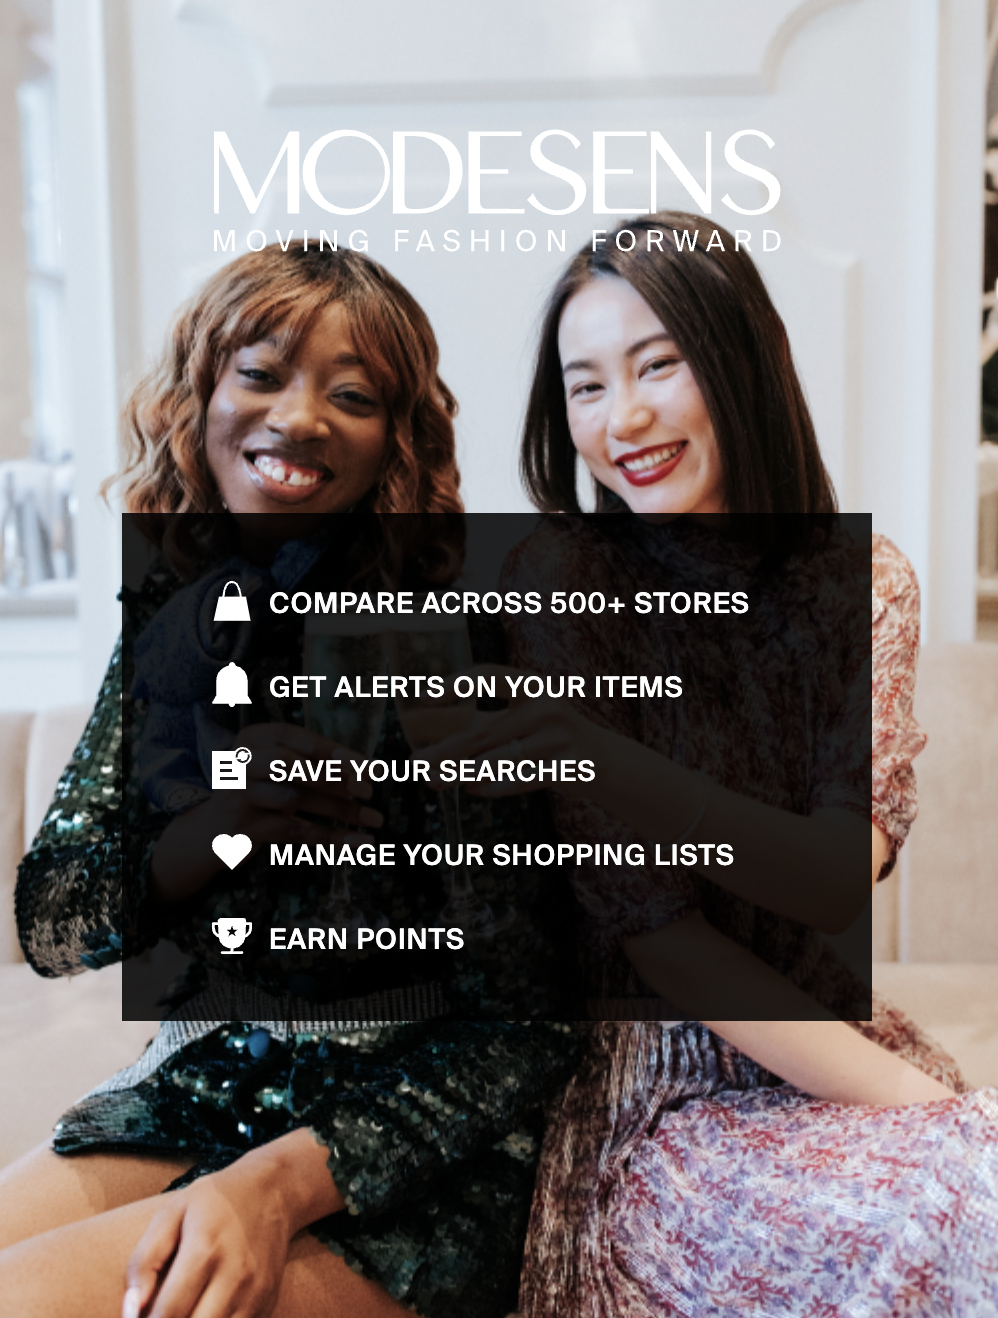 MODESENS
MOVING FASHION FORWARD
COMPARE ACROSS 500+ STORES
GET ALERTS ON YOUR ITEMS
SAVE YOUR SEARCHES
MANAGE YOUR SHOPPING LISTS
EARN POINTS